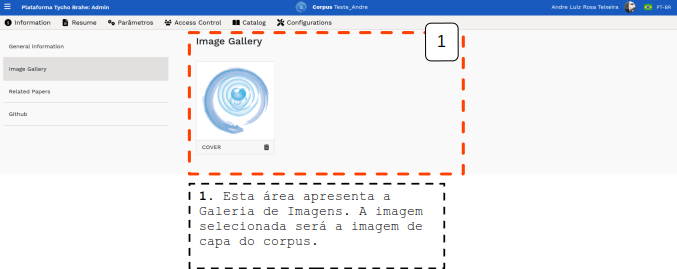 Plataforma Tycho Brahe: Admin
Corpus Teste_Andre
Andre Luiz Rosa Teixeira
PT-BR
Information
Resume
Parâmetros
Access Control
Catalog
Configurations
General Information
Image Gallery
Related Papers
Github
Image Gallery
1
COVER
1. Esta área apresenta a
Galeria de Imagens. A imagem
selecionada será a imagem de
capa do corpus.